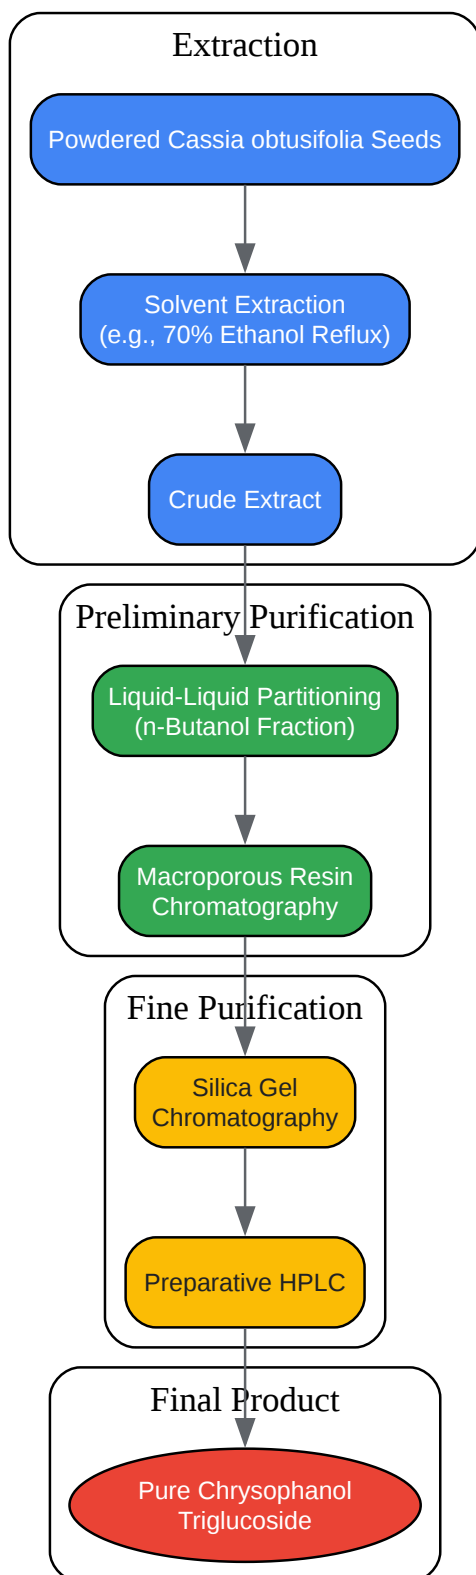 Extraction
Powdered Cassia obtusifolia Seeds
Solvent Extraction
(e.g., 70% Ethanol Reflux)
Crude Extract
Preliminary Purification
Liquid-Liquid Partitioning
(n-Butanol Fraction)
Macroporous Resin
Chromatography
Fine Purification
Silica Gel
Chromatography
Preparative HPLC
Final Product
Pure Chrysophanol
Triglucoside